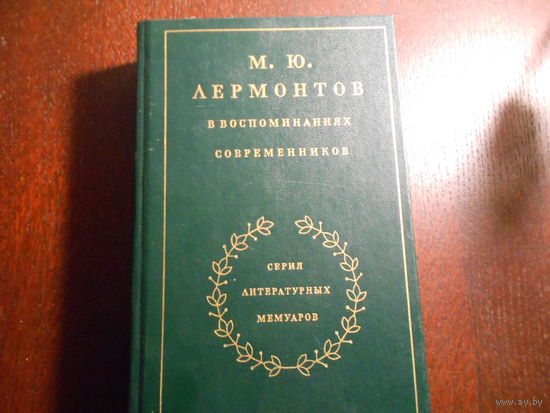 М. Ю.
ЛЕРМОНТОВ
В ВОСПОМИНАНИЯХ
СОВРЕМЕННИКОВ
СЕРИЯ
ЛИТЕРАТУРНЫХ
МЕМУАРОВ
www.ay.by